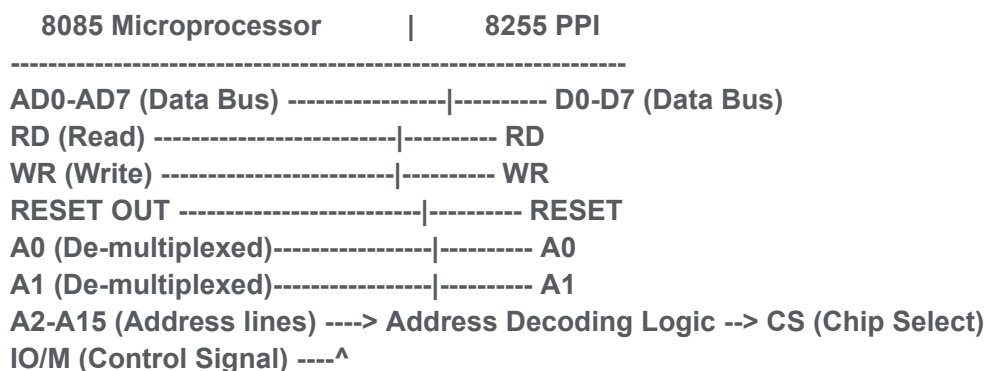 8085 Microprocessor | 8255 PPI
--------------------------------------------------------------------
AD0-AD7 (Data Bus) -----------------|---------- D0-D7 (Data Bus)
RD (Read) --------------------------|---------- RD
WR (Write) -------------------------|---------- WR
RESET OUT --------------------------|---------- RESET
A0 (De-multiplexed)-----------------|---------- A0
A1 (De-multiplexed)-----------------|---------- A1
A2-A15 (Address lines) ----> Address Decoding Logic --> CS (Chip Select)
IO/M (Control Signal) ----^